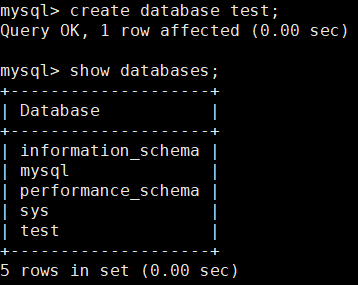 mysql> create database test;
Query OK, 1 row affected (0.00 sec)

mysql> show databases;
+--------------------+
| Database           |
+--------------------+
| information_schema |
| mysql              |
| performance_schema |
| sys                |
| test               |
+--------------------+
5 rows in set (0.00 sec)